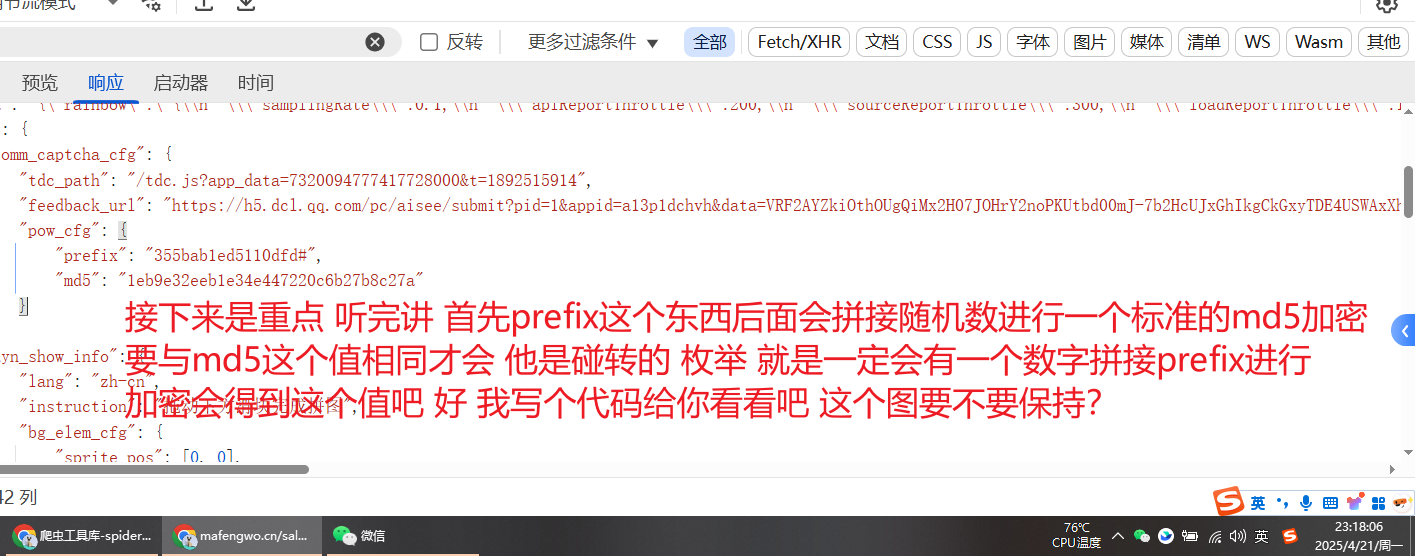 节流模式
反转
更多过滤条件 ▼
全部 Fetch/XHR 文档 CSS JS 字体 图片 媒体 清单 WS Wasm 其他
预览 响应 启动器 时间
{\"rainbow\":\"{\\n \\\"samplingRate\\\":0.1,\\n \\\"apiReportThrottle\\\":200,\\n \\\"sourceReportThrottle\\\":300,\\n \\\"loadReportThrottle\\\":
": {
omm_captcha_cfg": {
"tdc_path": "/tdc.js?app_data=7320094777417728000&t=1892515914",
"feedback_url": "https://h5.dcl.qq.com/pc/aisee/submit?pid=1&appid=a13p1dchvh&data=VRF2AYZkiOthOUgQiMx2H07JOHrY2noPKUtbd00mJ-7b2HcUJxGhIkgCkGxyTDE4USWAxXh
"pow_cfg": {
"prefix": "355bab1ed5110dfd#",
"md5": "1eb9e32eeb1e34e447220c6b27b8c27a"
}
接下来是重点 听完讲 首先prefix这个东西后面会拼接随机数进行一个标准的md5加密
要与md5这个值相同才会 他是碰转的 枚举 就是一定会有一个数字拼接prefix进行
加密会得到这个值吧 好 我写个代码给你看看吧 这个图要不要保持?
yn_show_info":
"lang": "zh-cn",
"instruction
"bg_elem_cfg": {
"sprite_pos": [0, 0],
42 列
英
爬虫工具库-spider...
mafengwo.cn/sal...
微信
76℃
CPU温度
英
23:18:06
2025/4/21/周一